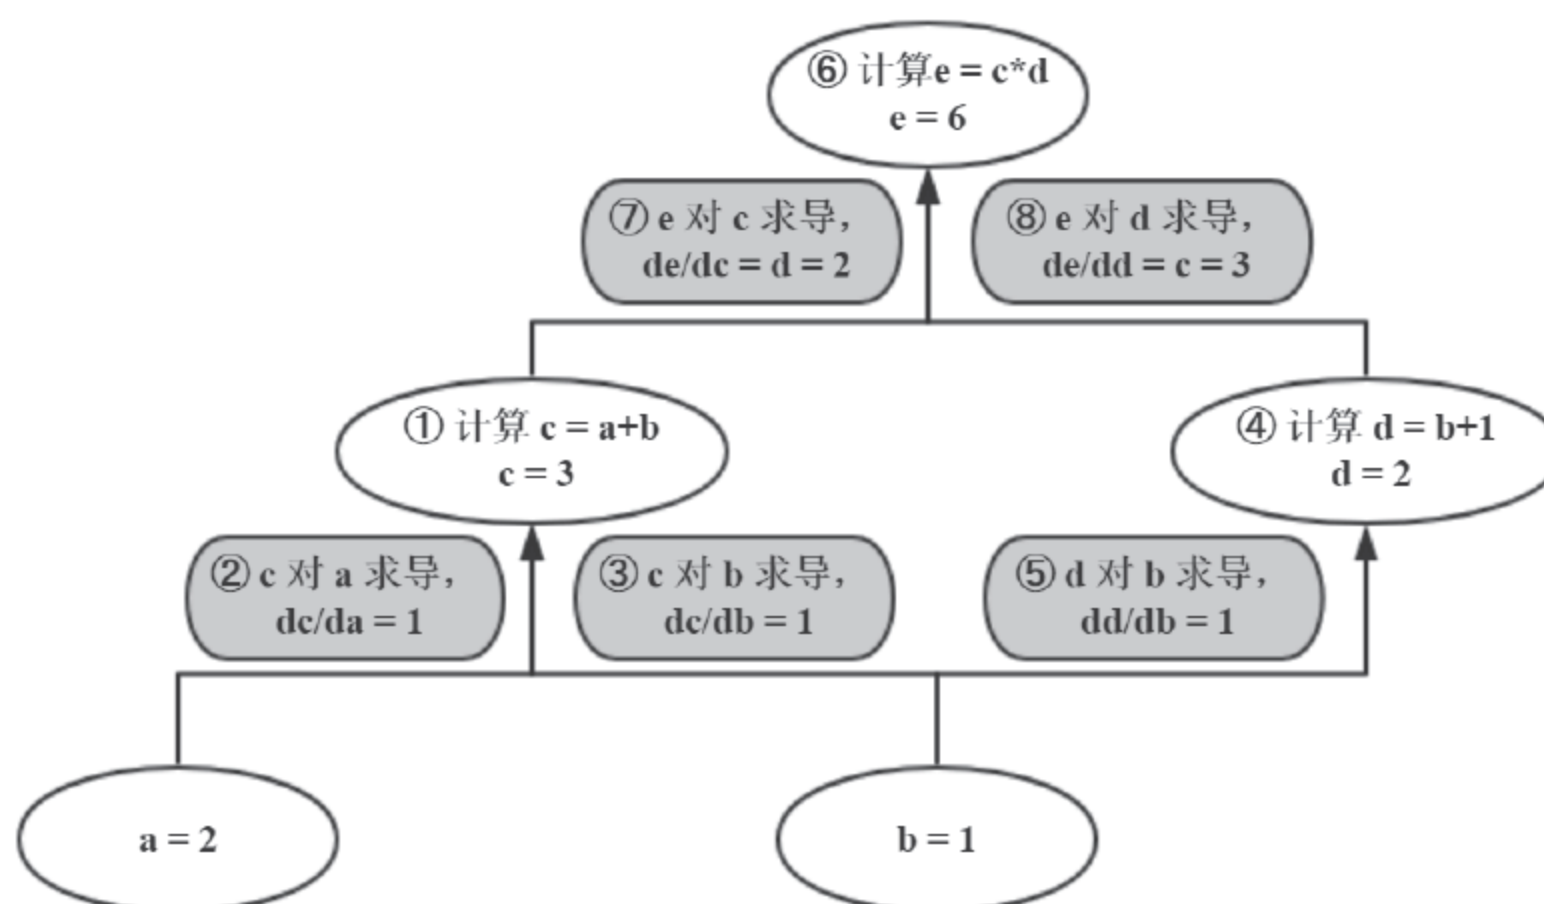 ⑥ 计算e = c*d
e = 6
⑦ e 对 c 求导，
de/dc = d = 2
⑧ e 对 d 求导，
de/dd = c = 3
① 计算 c = a+b
c = 3
④ 计算 d = b+1
d = 2
② c 对 a 求导，
dc/da = 1
③ c 对 b 求导，
dc/db = 1
⑤ d 对 b 求导，
dd/db = 1
a = 2
b = 1